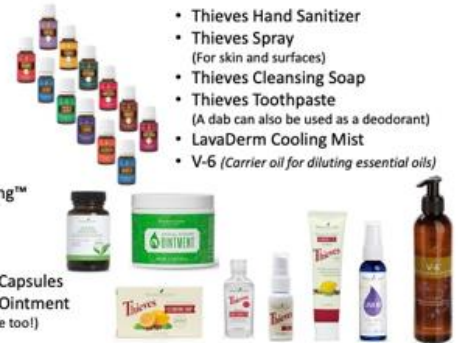 • Thieves Hand Sanitizer
• Thieves Spray
(For skin and surfaces)
• Thieves Cleansing Soap
• Thieves Toothpaste
(A dab can also be used as a deodorant)
• LavaDerm Cooling Mist
• V-6 (Carrier oil for diluting essential oils)
ng™
Capsules
Ointment
e too!)
OINTMENT
Thieves
Thieves
Thieves
Thieves
V-6